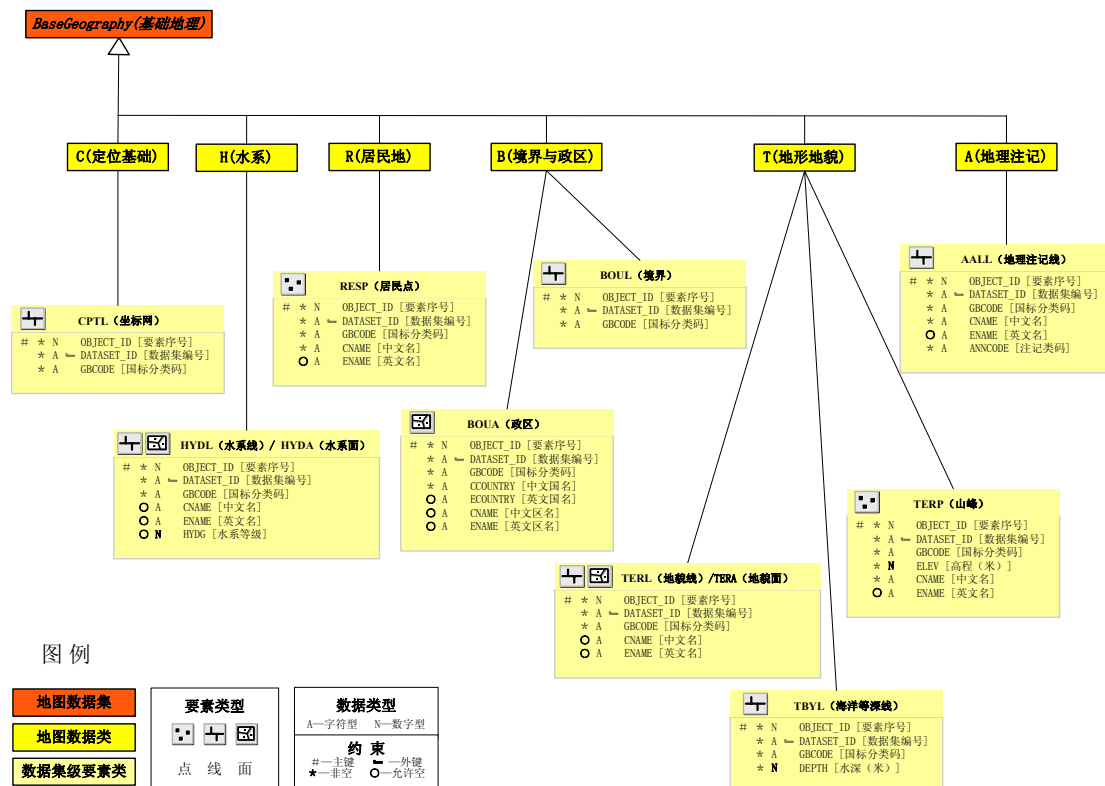 BaseGeography(基础地理)
C(定位基础)
H(水系)
R(居民地)
B(境界与政区)
T(地形地貌)
A(地理注记)
CPTL（坐标网）
# * N OBJECT_ID [要素序号]
* A DATASET_ID [数据集编号]
* A GBCODE [国标分类码]
HYDL（水系线）/ HYDA（水系面）
# * N OBJECT_ID [要素序号]
* A DATASET_ID [数据集编号]
* A GBCODE [国标分类码]
O A CNAME [中文名]
O A ENAME [英文名]
O N HYDG [水系等级]
RESP（居民点）
# * N OBJECT_ID [要素序号]
* A DATASET_ID [数据集编号]
* A GBCODE [国标分类码]
* A CNAME [中文名]
O A ENAME [英文名]
BOUL（境界）
# * N OBJECT_ID [要素序号]
* A DATASET_ID [数据集编号]
* A GBCODE [国标分类码]
BOUA（政区）
# * N OBJECT_ID [要素序号]
* A DATASET_ID [数据集编号]
* A GBCODE [国标分类码]
* A CCOUNTRY [中文国名]
O A ECOUNTRY [英文国名]
O A CNAME [中文区名]
O A ENAME [英文区名]
TERL（地貌线）/TERA（地貌面）
# * N OBJECT_ID [要素序号]
* A DATASET_ID [数据集编号]
* A GBCODE [国标分类码]
O A CNAME [中文名]
O A ENAME [英文名]
TBYL（海洋等深线）
# * N OBJECT_ID [要素序号]
* A DATASET_ID [数据集编号]
* A GBCODE [国标分类码]
* N DEPTH [水深（米）]
TERP（山峰）
# * N OBJECT_ID [要素序号]
* A DATASET_ID [数据集编号]
* A GBCODE [国标分类码]
* N ELEV [高程（米）]
* A CNAME [中文名]
O A ENAME [英文名]
AALL（地理注记线）
# * N OBJECT_ID [要素序号]
* A DATASET_ID [数据集编号]
* A GBCODE [国标分类码]
* A CNAME [中文名]
O A ENAME [英文名]
* A ANNCODE [注记类码]
图 例
地图数据集
地图数据类
数据集级要素类
要素类型
点 线 面
数据类型
A—字符型 N—数字型
约 束
#—主键 —外键
*—非空 O—允许空